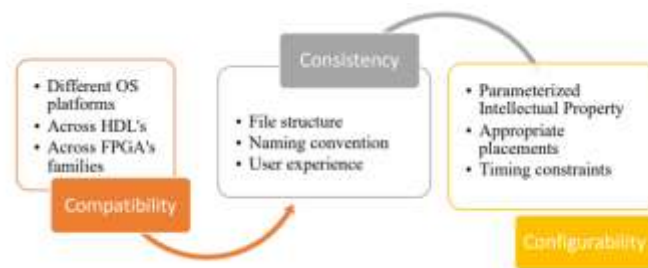 • Different OS
platforms
• Across HDL's
• Across FPGA's
families
Compatibility
Consistency
• File structure
• Naming convention
• User experience
• Parameterized
Intellectual Property
• Appropriate
placements
• Timing constraints
Configurability